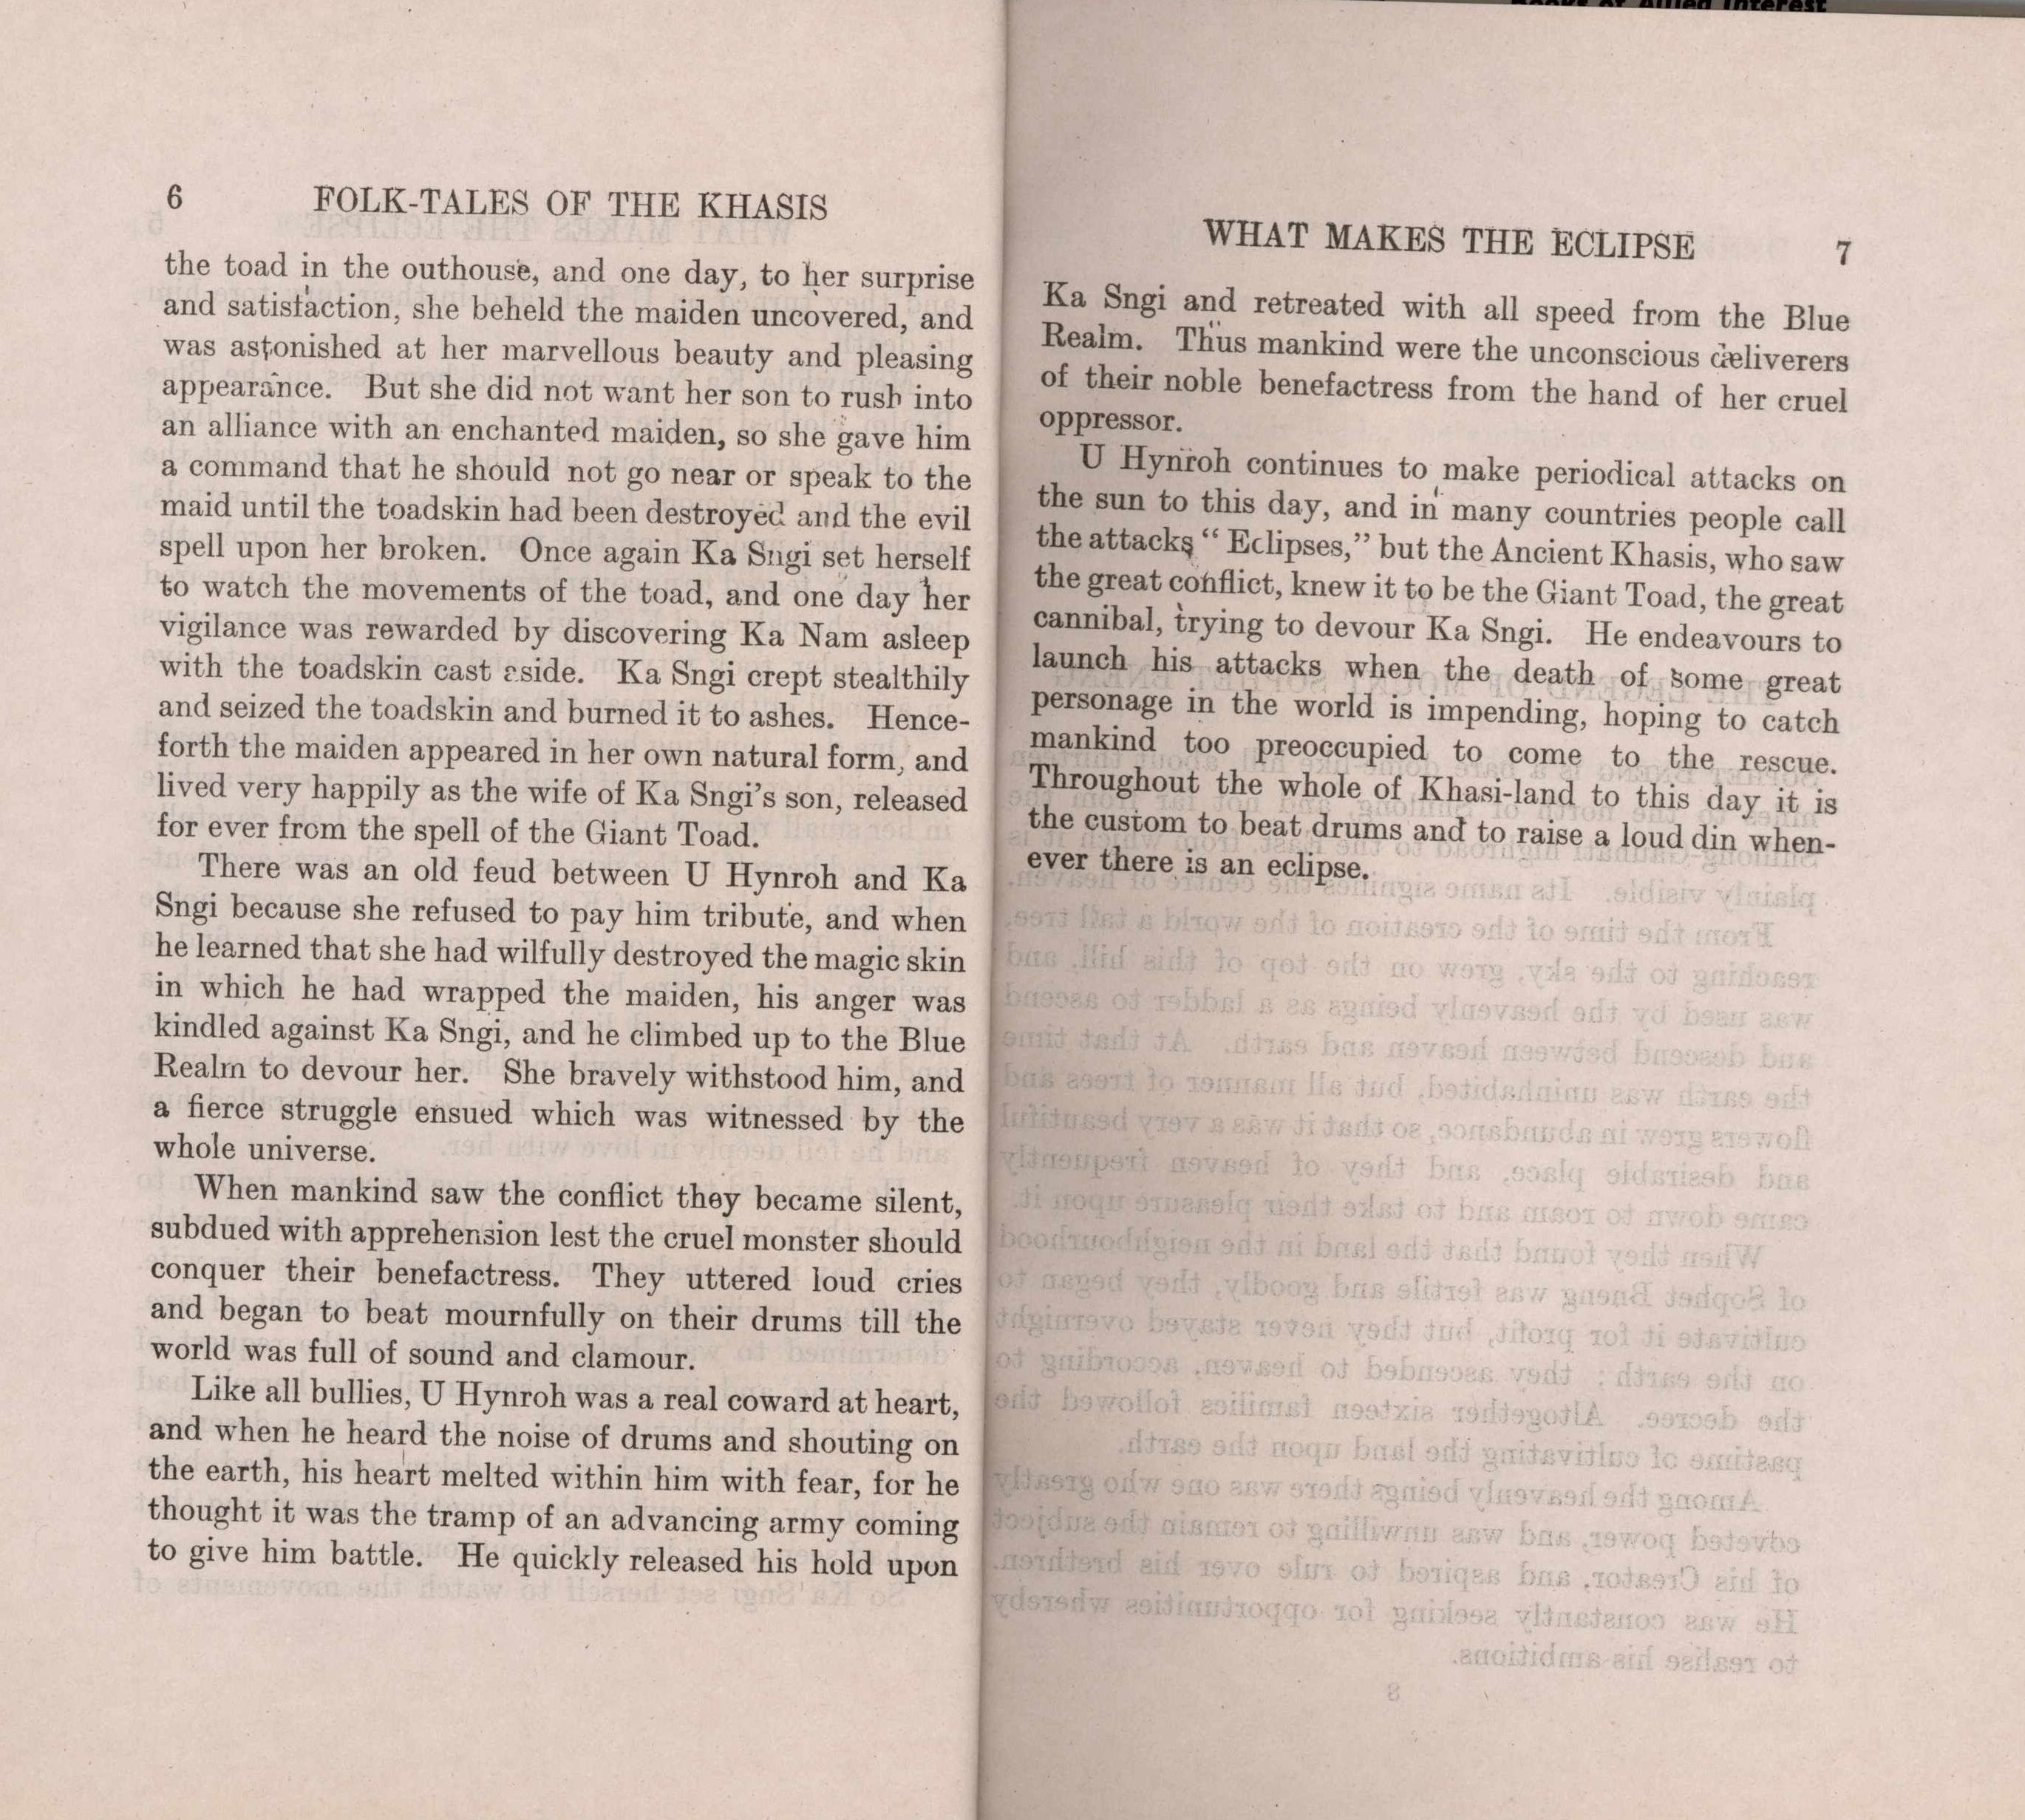 Books of Allied Interest
6 FOLK-TALES OF THE KHASIS
the toad in the outhouse, and one day, to her surprise
and satisfaction, she beheld the maiden uncovered, and
was astonished at her marvellous beauty and pleasing
appearance. But she did not want her son to rush into
an alliance with an enchanted maiden, so she gave him
a command that he should not go near or speak to the
maid until the toadskin had been destroyed and the evil
spell upon her broken. Once again Ka Sngi set herself
to watch the movements of the toad, and one day her
vigilance was rewarded by discovering Ka Nam asleep
with the toadskin cast aside. Ka Sngi crept stealthily
and seized the toadskin and burned it to ashes. Hence-
forth the maiden appeared in her own natural form, and
lived very happily as the wife of Ka Sngi's son, released
for ever from the spell of the Giant Toad.
There was an old feud between U Hynroh and Ka
Sngi because she refused to pay him tribute, and when
he learned that she had wilfully destroyed the magic skin
in which he had wrapped the maiden, his anger was
kindled against Ka Sngi, and he climbed up to the Blue
Realm to devour her. She bravely withstood him, and
a fierce struggle ensued which was witnessed by the
whole universe.
When mankind saw the conflict they became silent,
subdued with apprehension lest the cruel monster should
conquer their benefactress. They uttered loud cries
and began to beat mournfully on their drums till the
world was full of sound and clamour.
Like all bullies, U Hynroh was a real coward at heart,
and when he heard the noise of drums and shouting on
the earth, his heart melted within him with fear, for he
thought it was the tramp of an advancing army coming
to give him battle. He quickly released his hold upon
WHAT MAKES THE ECLIPSE 7
Ka Sngi and retreated with all speed from the Blue
Realm. Thus mankind were the unconscious deliverers
of their noble benefactress from the hand of her cruel
oppressor.
U Hynroh continues to make periodical attacks on
the sun to this day, and in many countries people call
the attacks “ Eclipses,” but the Ancient Khasis, who saw
the great conflict, knew it to be the Giant Toad, the great
cannibal, trying to devour Ka Sngi. He endeavours to
launch his attacks when the death of some great
personage in the world is impending, hoping to catch
mankind too preoccupied to come to the rescue.
Throughout the whole of Khasi-land to this day it is
the custom to beat drums and to raise a loud din when-
ever there is an eclipse.